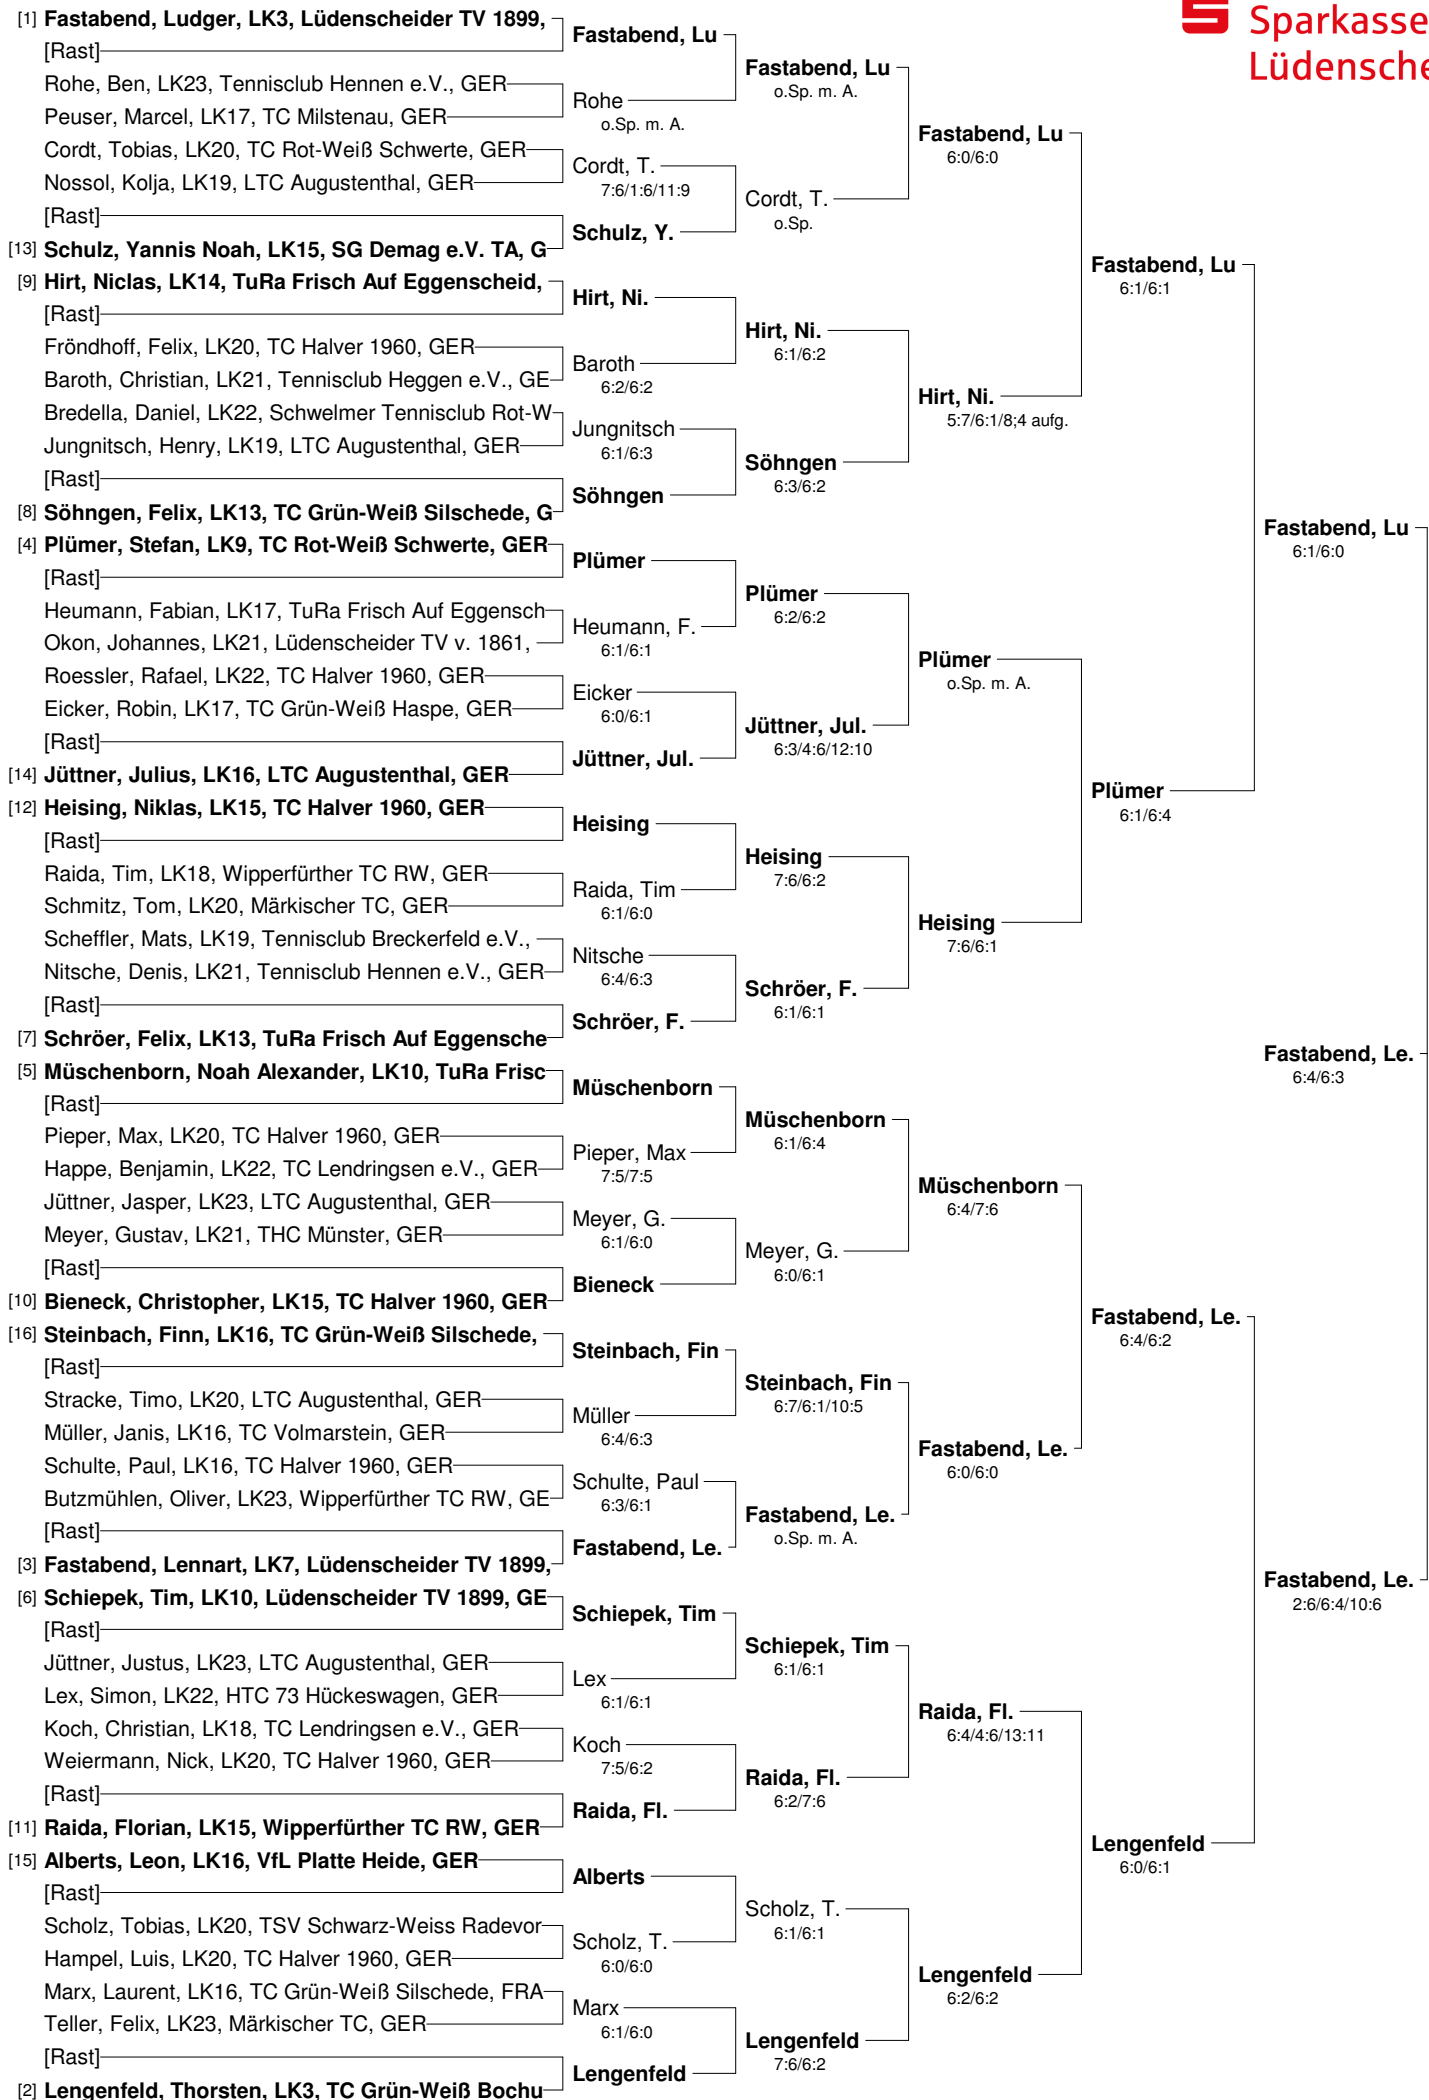 Sparkasse
Lüdensche
[1] Fastabend, Ludger, LK3, Lüdenscheider TV 1899,
[Rast]
Rohe, Ben, LK23, Tennisclub Hennen e.V., GER
Peuser, Marcel, LK17, TC Milstenau, GER
Cordt, Tobias, LK20, TC Rot-Weiß Schwerte, GER
Nossol, Kolja, LK19, LTC Augustenthal, GER
[Rast]
[13] Schulz, Yannis Noah, LK15, SG Demag e.V. TA, G
[9] Hirt, Niclas, LK14, TuRa Frisch Auf Eggenscheid,
[Rast]
Fröndhoff, Felix, LK20, TC Halver 1960, GER
Baroth, Christian, LK21, Tennisclub Heggen e.V., GE
Bredella, Daniel, LK22, Schwelmer Tennisclub Rot-W
Jungnitsch, Henry, LK19, LTC Augustenthal, GER
[Rast]
[8] Söhngen, Felix, LK13, TC Grün-Weiß Silschede, G
[4] Plümer, Stefan, LK9, TC Rot-Weiß Schwerte, GER
[Rast]
Heumann, Fabian, LK17, TuRa Frisch Auf Eggensch
Okon, Johannes, LK21, Lüdenscheider TV v. 1861,
Roessler, Rafael, LK22, TC Halver 1960, GER
Eicker, Robin, LK17, TC Grün-Weiß Haspe, GER
[Rast]
[14] Jüttner, Julius, LK16, LTC Augustenthal, GER
[12] Heising, Niklas, LK15, TC Halver 1960, GER
[Rast]
Raida, Tim, LK18, Wipperfürther TC RW, GER
Schmitz, Tom, LK20, Märkischer TC, GER
Scheffler, Mats, LK19, Tennisclub Breckerfeld e.V.,
Nitsche, Denis, LK21, Tennisclub Hennen e.V., GER
[Rast]
[7] Schröer, Felix, LK13, TuRa Frisch Auf Eggensche
[5] Müschenborn, Noah Alexander, LK10, TuRa Frisc
[Rast]
Pieper, Max, LK20, TC Halver 1960, GER
Happe, Benjamin, LK22, TC Lendringsen e.V., GER
Jüttner, Jasper, LK23, LTC Augustenthal, GER
Meyer, Gustav, LK21, THC Münster, GER
[Rast]
[10] Bieneck, Christopher, LK15, TC Halver 1960, GER
[16] Steinbach, Finn, LK16, TC Grün-Weiß Silschede,
[Rast]
Stracke, Timo, LK20, LTC Augustenthal, GER
Müller, Janis, LK16, TC Volmarstein, GER
Schulte, Paul, LK16, TC Halver 1960, GER
Butzmühlen, Oliver, LK23, Wipperfürther TC RW, GE
[Rast]
[3] Fastabend, Lennart, LK7, Lüdenscheider TV 1899,
[6] Schiepek, Tim, LK10, Lüdenscheider TV 1899, GE
[Rast]
Jüttner, Justus, LK23, LTC Augustenthal, GER
Lex, Simon, LK22, HTC 73 Hückeswagen, GER
Koch, Christian, LK18, TC Lendringsen e.V., GER
Weiermann, Nick, LK20, TC Halver 1960, GER
[Rast]
[11] Raida, Florian, LK15, Wipperfürther TC RW, GER
[15] Alberts, Leon, LK16, VfL Platte Heide, GER
[Rast]
Scholz, Tobias, LK20, TSV Schwarz-Weiss Radevor
Hampel, Luis, LK20, TC Halver 1960, GER
Marx, Laurent, LK16, TC Grün-Weiß Silschede, FRA
Teller, Felix, LK23, Märkischer TC, GER
[Rast]
[2] Lengenfeld, Thorsten, LK3, TC Grün-Weiß Bochu
Fastabend, Lu
Rohe
o.Sp. m. A.
Cordt, T.
7:6/1:6/11:9
Schulz, Y.
Hirt, Ni.
Baroth
6:2/6:2
Jungnitsch
6:1/6:3
Söhngen
Plümer
Heumann, F.
6:1/6:1
Eicker
6:0/6:1
Jüttner, Jul.
Heising
Raida, Tim
6:1/6:0
Nitsche
6:4/6:3
Schröer, F.
Müschenborn
Pieper, Max
7:5/7:5
Meyer, G.
6:1/6:0
Bieneck
Steinbach, Fin
Müller
6:4/6:3
Schulte, Paul
6:3/6:1
Fastabend, Le.
Schiepek, Tim
Lex
6:1/6:1
Koch
7:5/6:2
Raida, Fl.
Alberts
Scholz, T.
6:0/6:0
Marx
6:1/6:0
Lengenfeld
Fastabend, Lu
o.Sp. m. A.
Cordt, T.
o.Sp.
Hirt, Ni.
6:1/6:2
Söhngen
6:3/6:2
Plümer
6:2/6:2
Jüttner, Jul.
6:3/4:6/12:10
Heising
7:6/6:2
Schröer, F.
6:1/6:1
Müschenborn
6:1/6:4
Meyer, G.
6:0/6:1
Steinbach, Fin
6:7/6:1/10:5
Fastabend, Le.
o.Sp. m. A.
Schiepek, Tim
6:1/6:1
Raida, Fl.
6:2/7:6
Scholz, T.
6:1/6:1
Lengenfeld
7:6/6:2
Fastabend, Lu
6:0/6:0
Hirt, Ni.
5:7/6:1/8;4 aufg.
Plümer
o.Sp. m. A.
Heising
7:6/6:1
Müschenborn
6:4/7:6
Fastabend, Le.
6:0/6:0
Raida, Fl.
6:4/4:6/13:11
Lengenfeld
6:2/6:2
Fastabend, Lu
6:1/6:1
Plümer
6:1/6:4
Fastabend, Le.
6:4/6:2
Lengenfeld
6:0/6:1
Fastabend, Lu
6:1/6:0
Fastabend, Le.
6:4/6:3
Fastabend, Le.
2:6/6:4/10:6